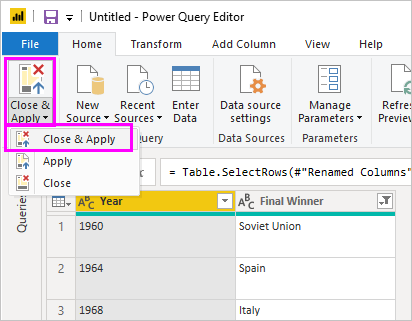 Untitled - Power Query Editor
File Home Transform Add Column View
Close & Apply New Source Recent Sources Enter Data Data source settings Manage Parameters Refresh Preview
Query Data Sources Parameters
Close & Apply
Apply
Close
= Table.SelectRows(#"Renamed Columns"
Queries
ABC Year ABC Final Winner
1 1960 Soviet Union
2 1964 Spain
3 1968 Italy